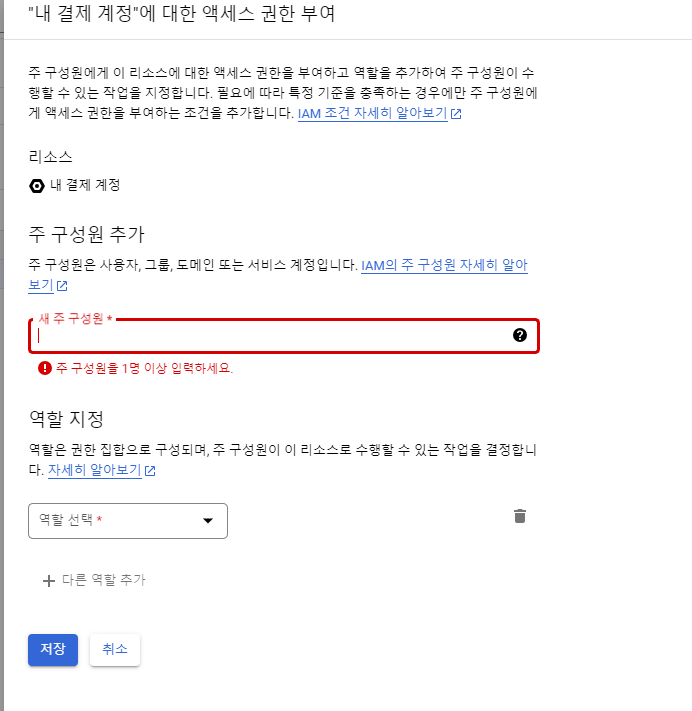 "내 결제 계정"에 대한 액세스 권한 부여
주 구성원에게 이 리소스에 대한 액세스 권한을 부여하고 역할을 추가하여 주 구성원이 수
행할 수 있는 작업을 지정합니다. 필요에 따라 특정 기준을 충족하는 경우에만 주 구성원에
게 액세스 권한을 부여하는 조건을 추가합니다. IAM 조건 자세히 알아보기
리소스
내 결제 계정
주 구성원 추가
주 구성원은 사용자, 그룹, 도메인 또는 서비스 계정입니다. IAM의 주 구성원 자세히 알아
보기
새 주 구성원 *
주 구성원을 1명 이상 입력하세요.
역할 지정
역할은 권한 집합으로 구성되며, 주 구성원이 이 리소스로 수행할 수 있는 작업을 결정합니
다. 자세히 알아보기
역할 선택 *
다른 역할 추가
저장
취소